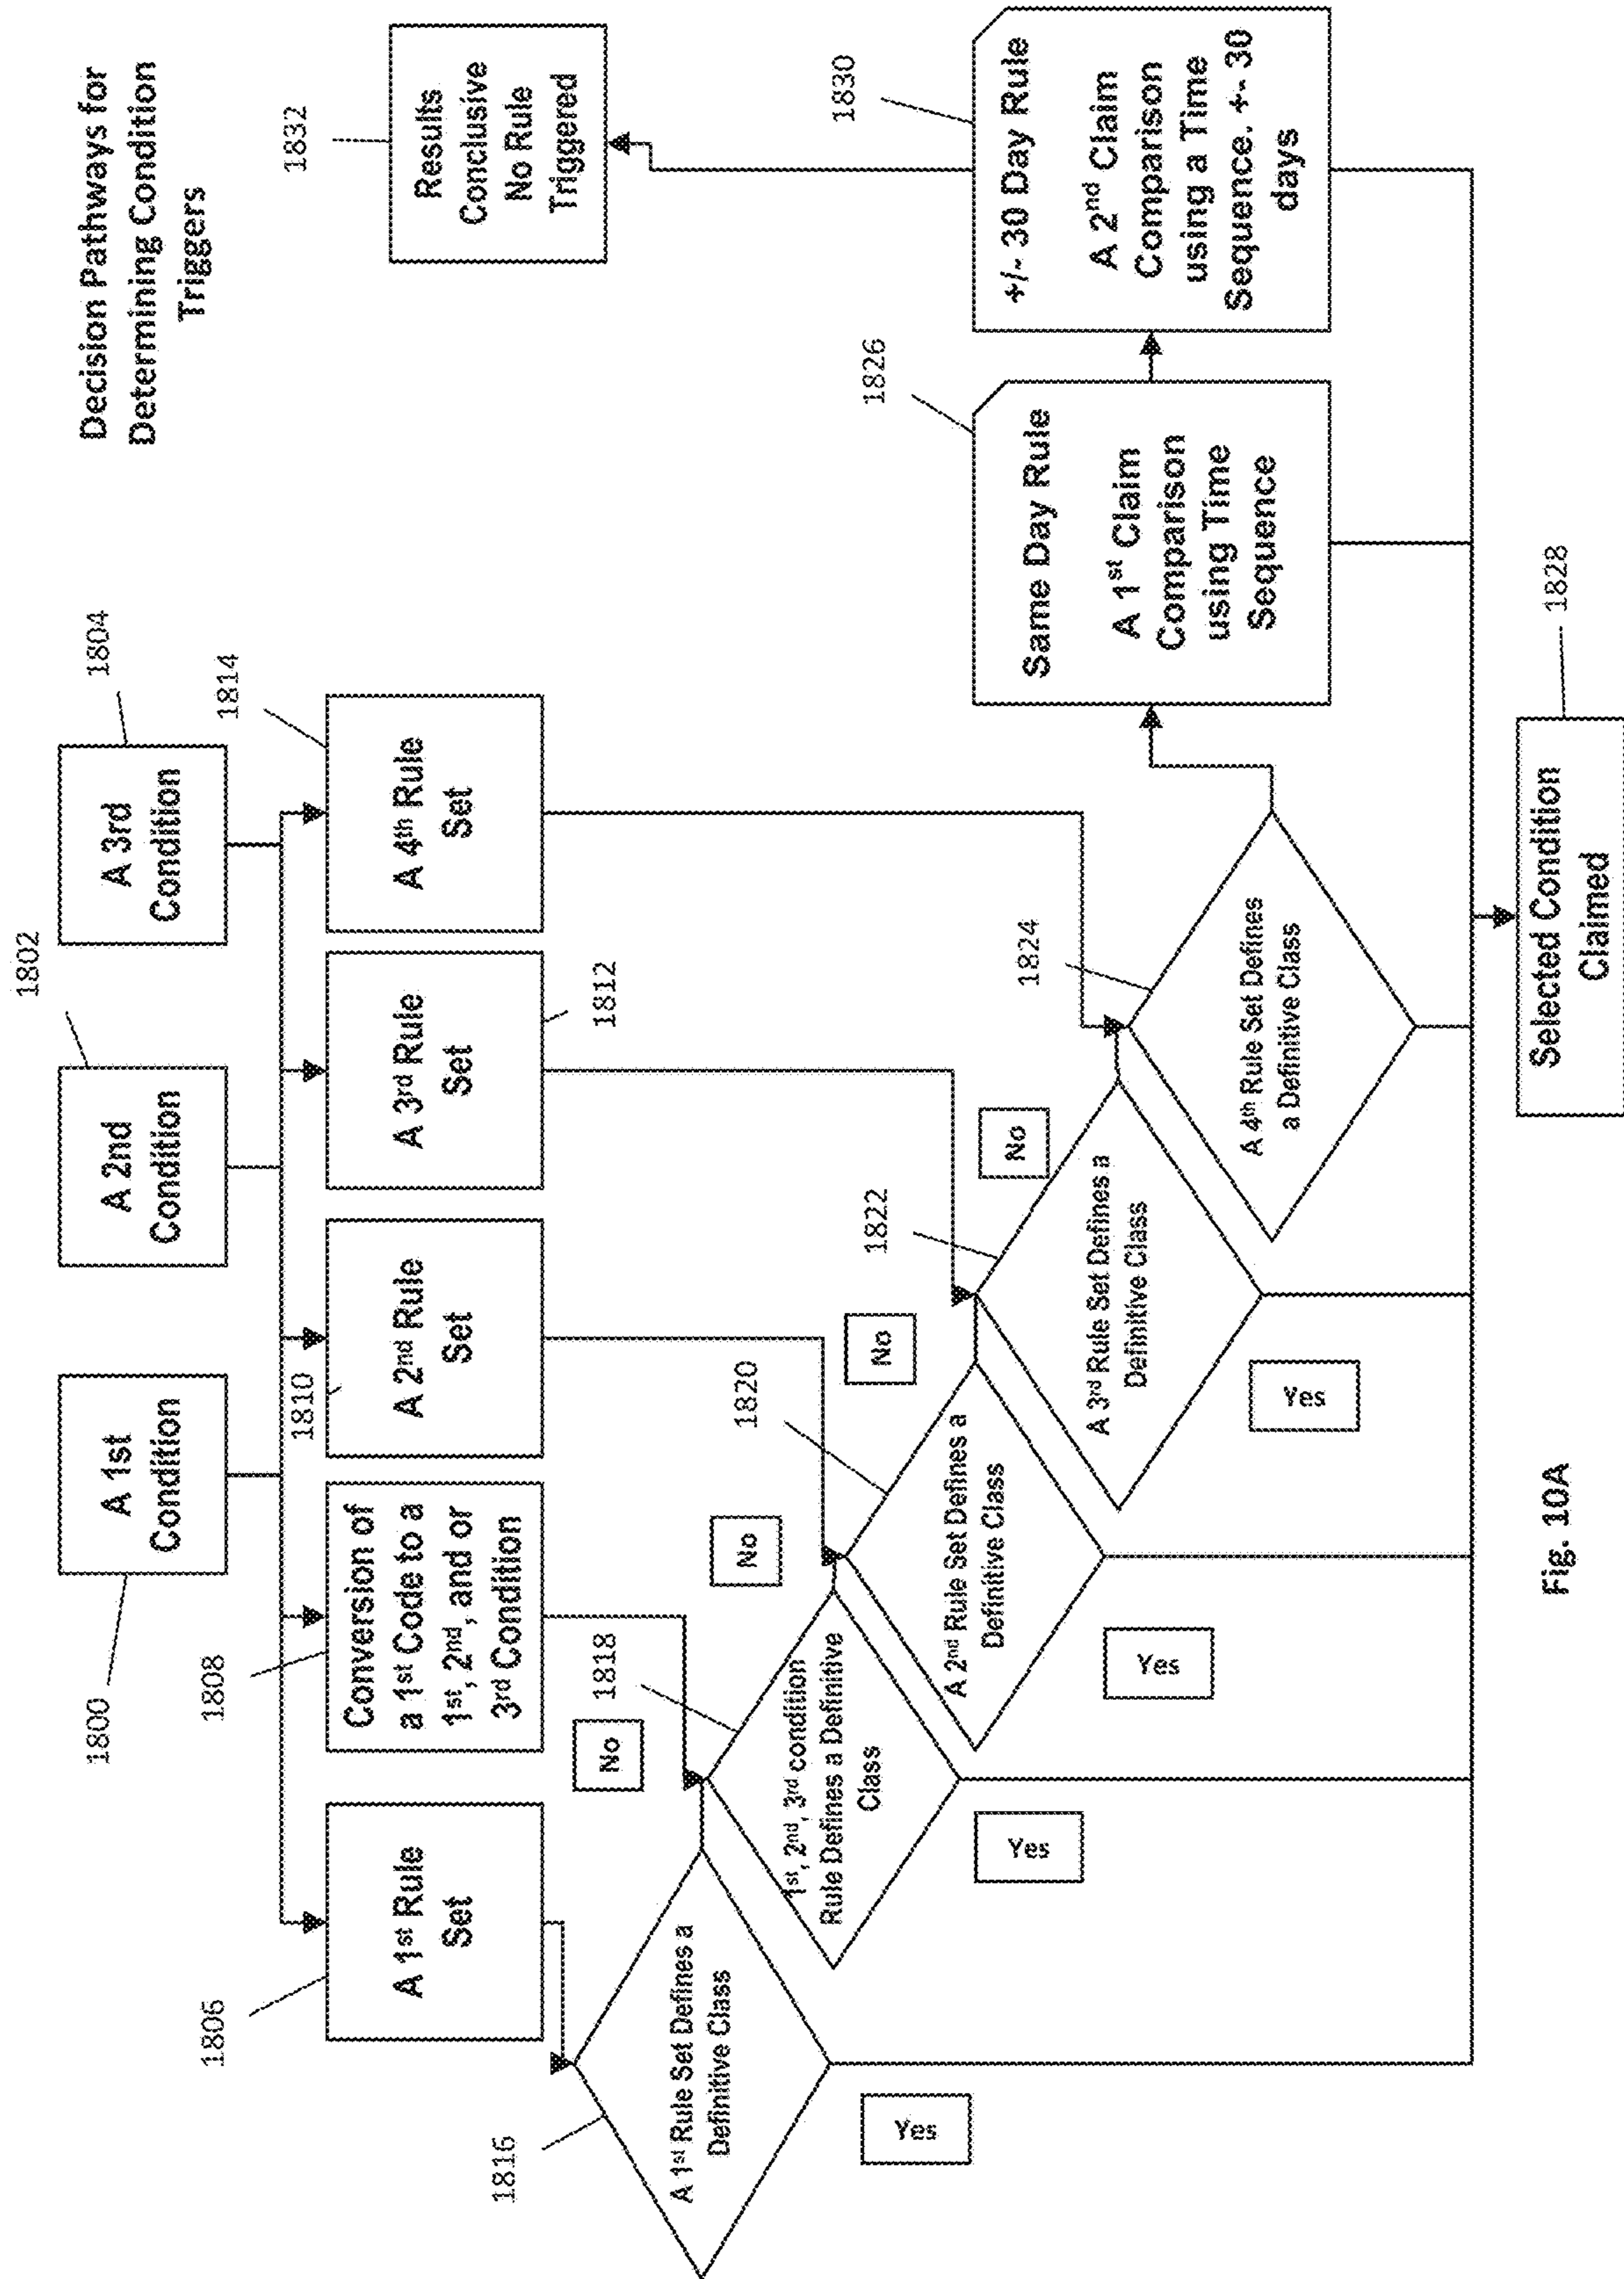 Decision Pathways for
Determining Condition
Triggers
1800
A 1st
Condition
1802
A 2nd
Condition
1804
A 3rd
Condition
1806
A 1st Rule
Set
1808
Conversion of
a 1st Code to a
1st, 2nd, and or
3rd Condition
1810
A 2nd Rule
Set
A 3rd Rule
Set
1812
1814
A 4th Rule
Set
1832
Results
Conclusive
No Rule
Triggered
1816
A 1st Rule Set Defines a
Definitive Class
Yes
No
1818
1st, 2nd, 3rd condition
Rule Defines a Definitive
Class
Yes
No
1820
A 2nd Rule Set Defines a
Definitive Class
Yes
No
1822
A 3rd Rule Set Defines a
Definitive Class
Yes
No
1824
A 4th Rule Set Defines
a Definitive Class
1826
Same Day Rule
A 1st Claim
Comparison
using Time
Sequence
1830
+/- 30 Day Rule
A 2nd Claim
Comparison
using a Time
Sequence. +- 30
days
Selected Condition
Claimed
1828
Fig. 10A